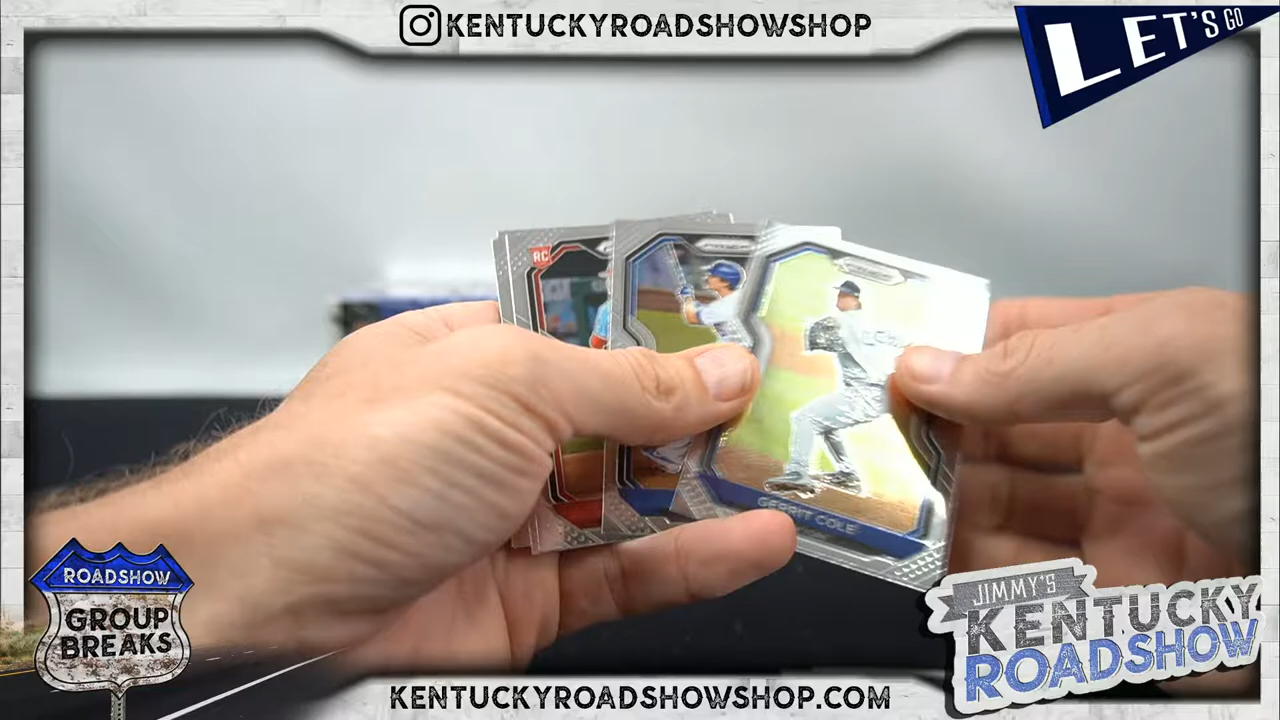 KENTUCKYROADSHOWSHOP
LET'S GO
RC
GERRIT COLE
ROADSHOW
GROUP
BREAKS
JIMMY'S
KENTUCKY
ROADSHOW
KENTUCKYROADSHOWSHOP.COM